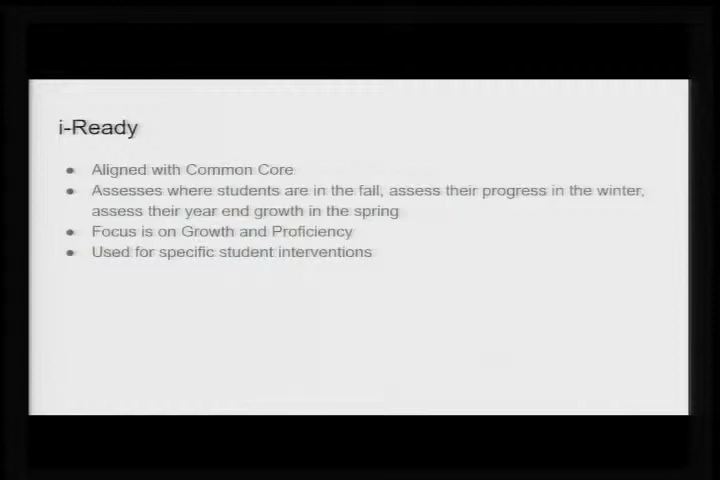 i-Ready
● Aligned with Common Core
● Assesses where students are in the fall, assess their progress in the winter,
assess their year end growth in the spring
● Focus is on Growth and Proficiency
● Used for specific student interventions